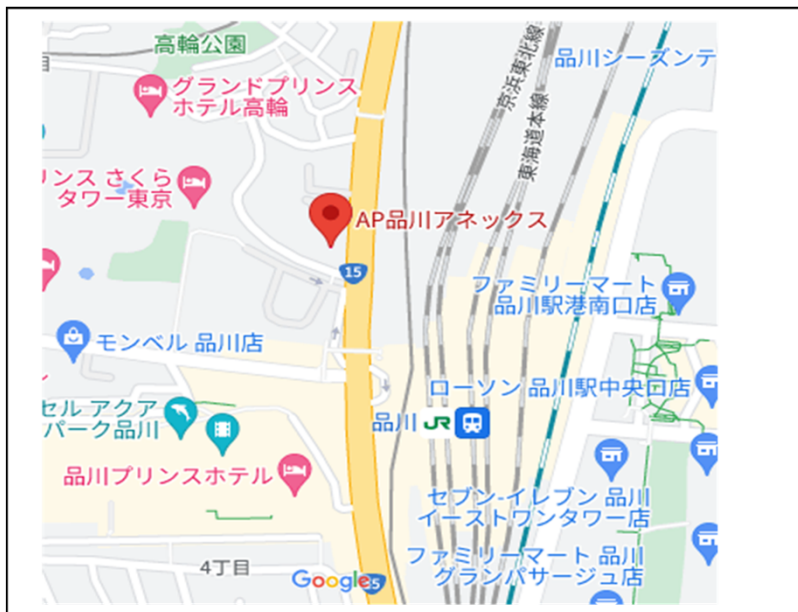 高輪公園
目
グランドプリンス
ホテル高輪
京浜東北線
東海道本線
品川シーズンテ
リンス さくら
タワー東京
AP品川アネックス
15
ファミリーマート
品川駅港南口店
モンベル 品川店
ローソン 品川駅中央口店
セル アクア
パーク品川
品川
JR
品川プリンスホテル
セブン-イレブン 品川
イーストワンタワー店
ファミリーマート 品川
グランパサージュ店
4丁目
Google